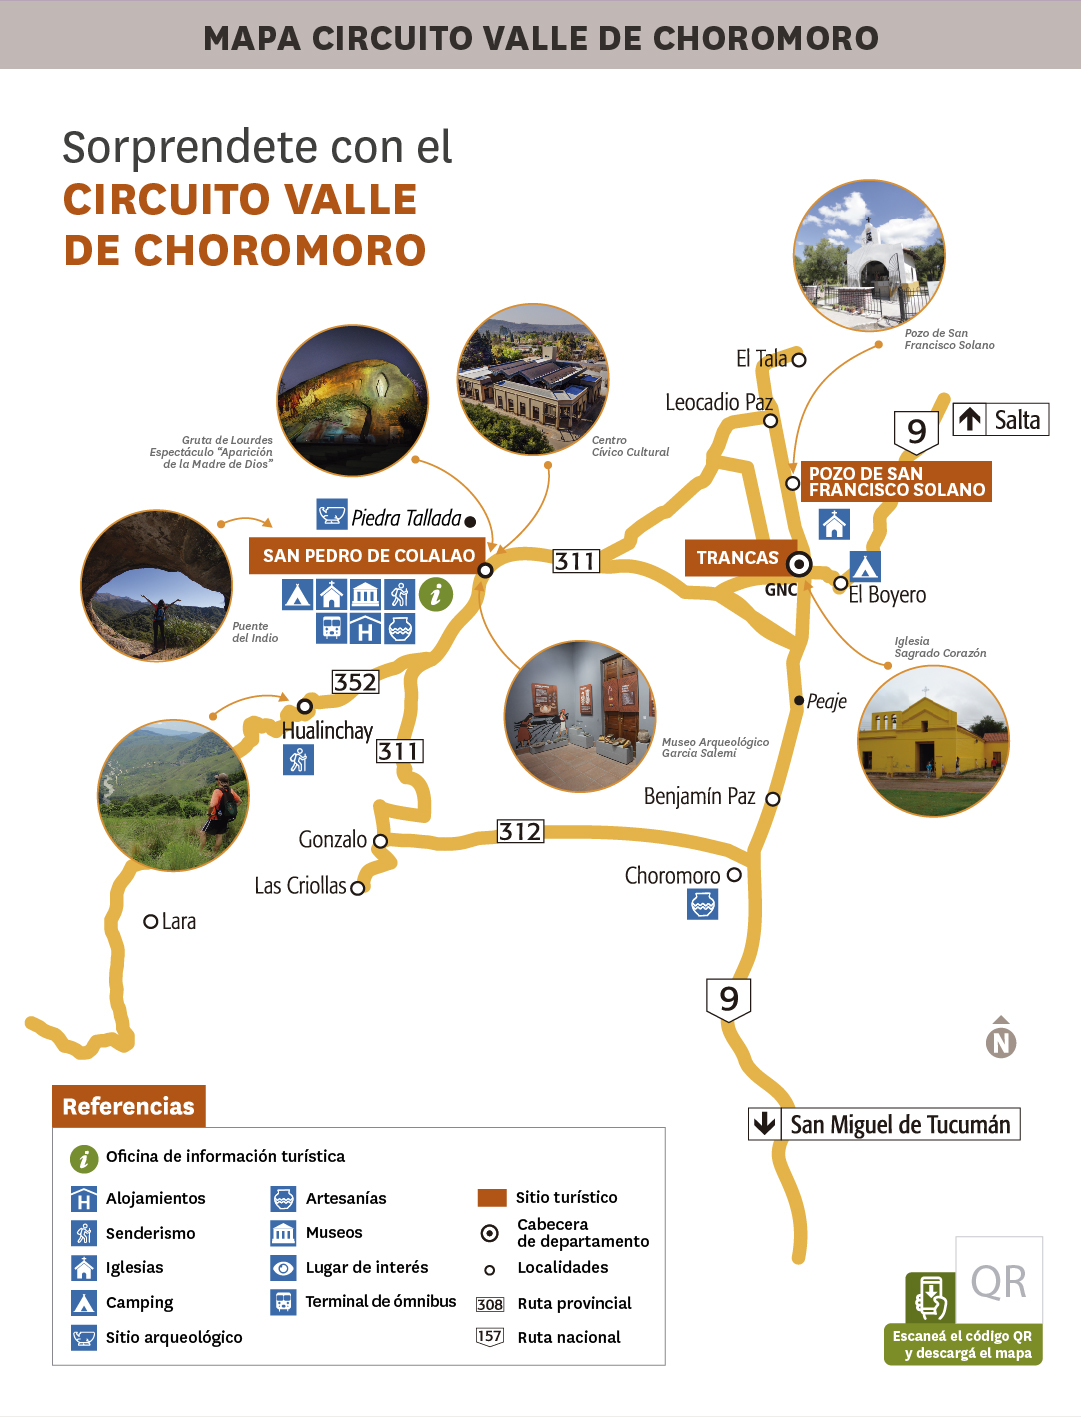 MAPA CIRCUITO VALLE DE CHOROMORO
Sorprendete con el
CIRCUITO VALLE
DE CHOROMORO
Pozo de San
Francisco Solano
El Tala
Leocadio Paz
9
Salta
Gruta de Lourdes
Espectáculo “Aparición
de la Madre de Dios”
Centro
Cívico Cultural
POZO DE SAN
FRANCISCO SOLANO
Piedra Tallada
SAN PEDRO DE COLALAO
311
TRANCAS
GNC
El Boyero
Puente
del Indio
Iglesia
Sagrado Corazón
352
Peaje
Hualinchay
311
Museo Arqueológico
García Salemi
Benjamín Paz
312
Gonzalo
Choromoro
Las Criollas
Lara
9
N
San Miguel de Tucumán
Referencias
Oficina de información turística
Alojamientos
Senderismo
Iglesias
Camping
Sitio arqueológico
Artesanías
Museos
Lugar de interés
Terminal de ómnibus
Sitio turístico
Cabecera
de departamento
Localidades
308 Ruta provincial
157 Ruta nacional
QR
Escaneá el código QR
y descargá el mapa